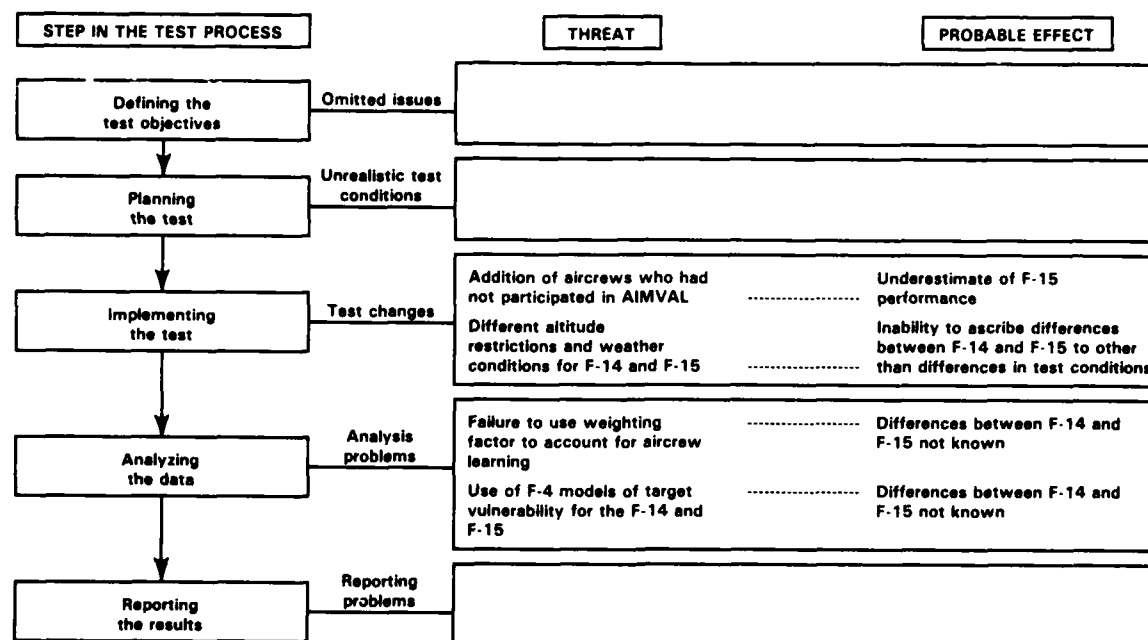 STEP IN THE TEST PROCESS
THREAT
PROBABLE EFFECT
Defining the
test objectives
Omitted issues
Planning
the test
Unrealistic test
conditions
Implementing
the test
Test changes
Addition of aircrews who had
not participated in AIMVAL
Underestimate of F-15
performance
Different altitude
restrictions and weather
conditions for F-14 and F-15
Inability to ascribe differences
between F-14 and F-15 to other
than differences in test conditions
Analyzing
the data
Analysis
problems
Failure to use weighting
factor to account for aircrew
learning
Differences between F-14 and
F-15 not known
Use of F-4 models of target
vulnerability for the F-14 and
F-15
Differences between F-14 and
F-15 not known
Reporting
the results
Reporting
problems